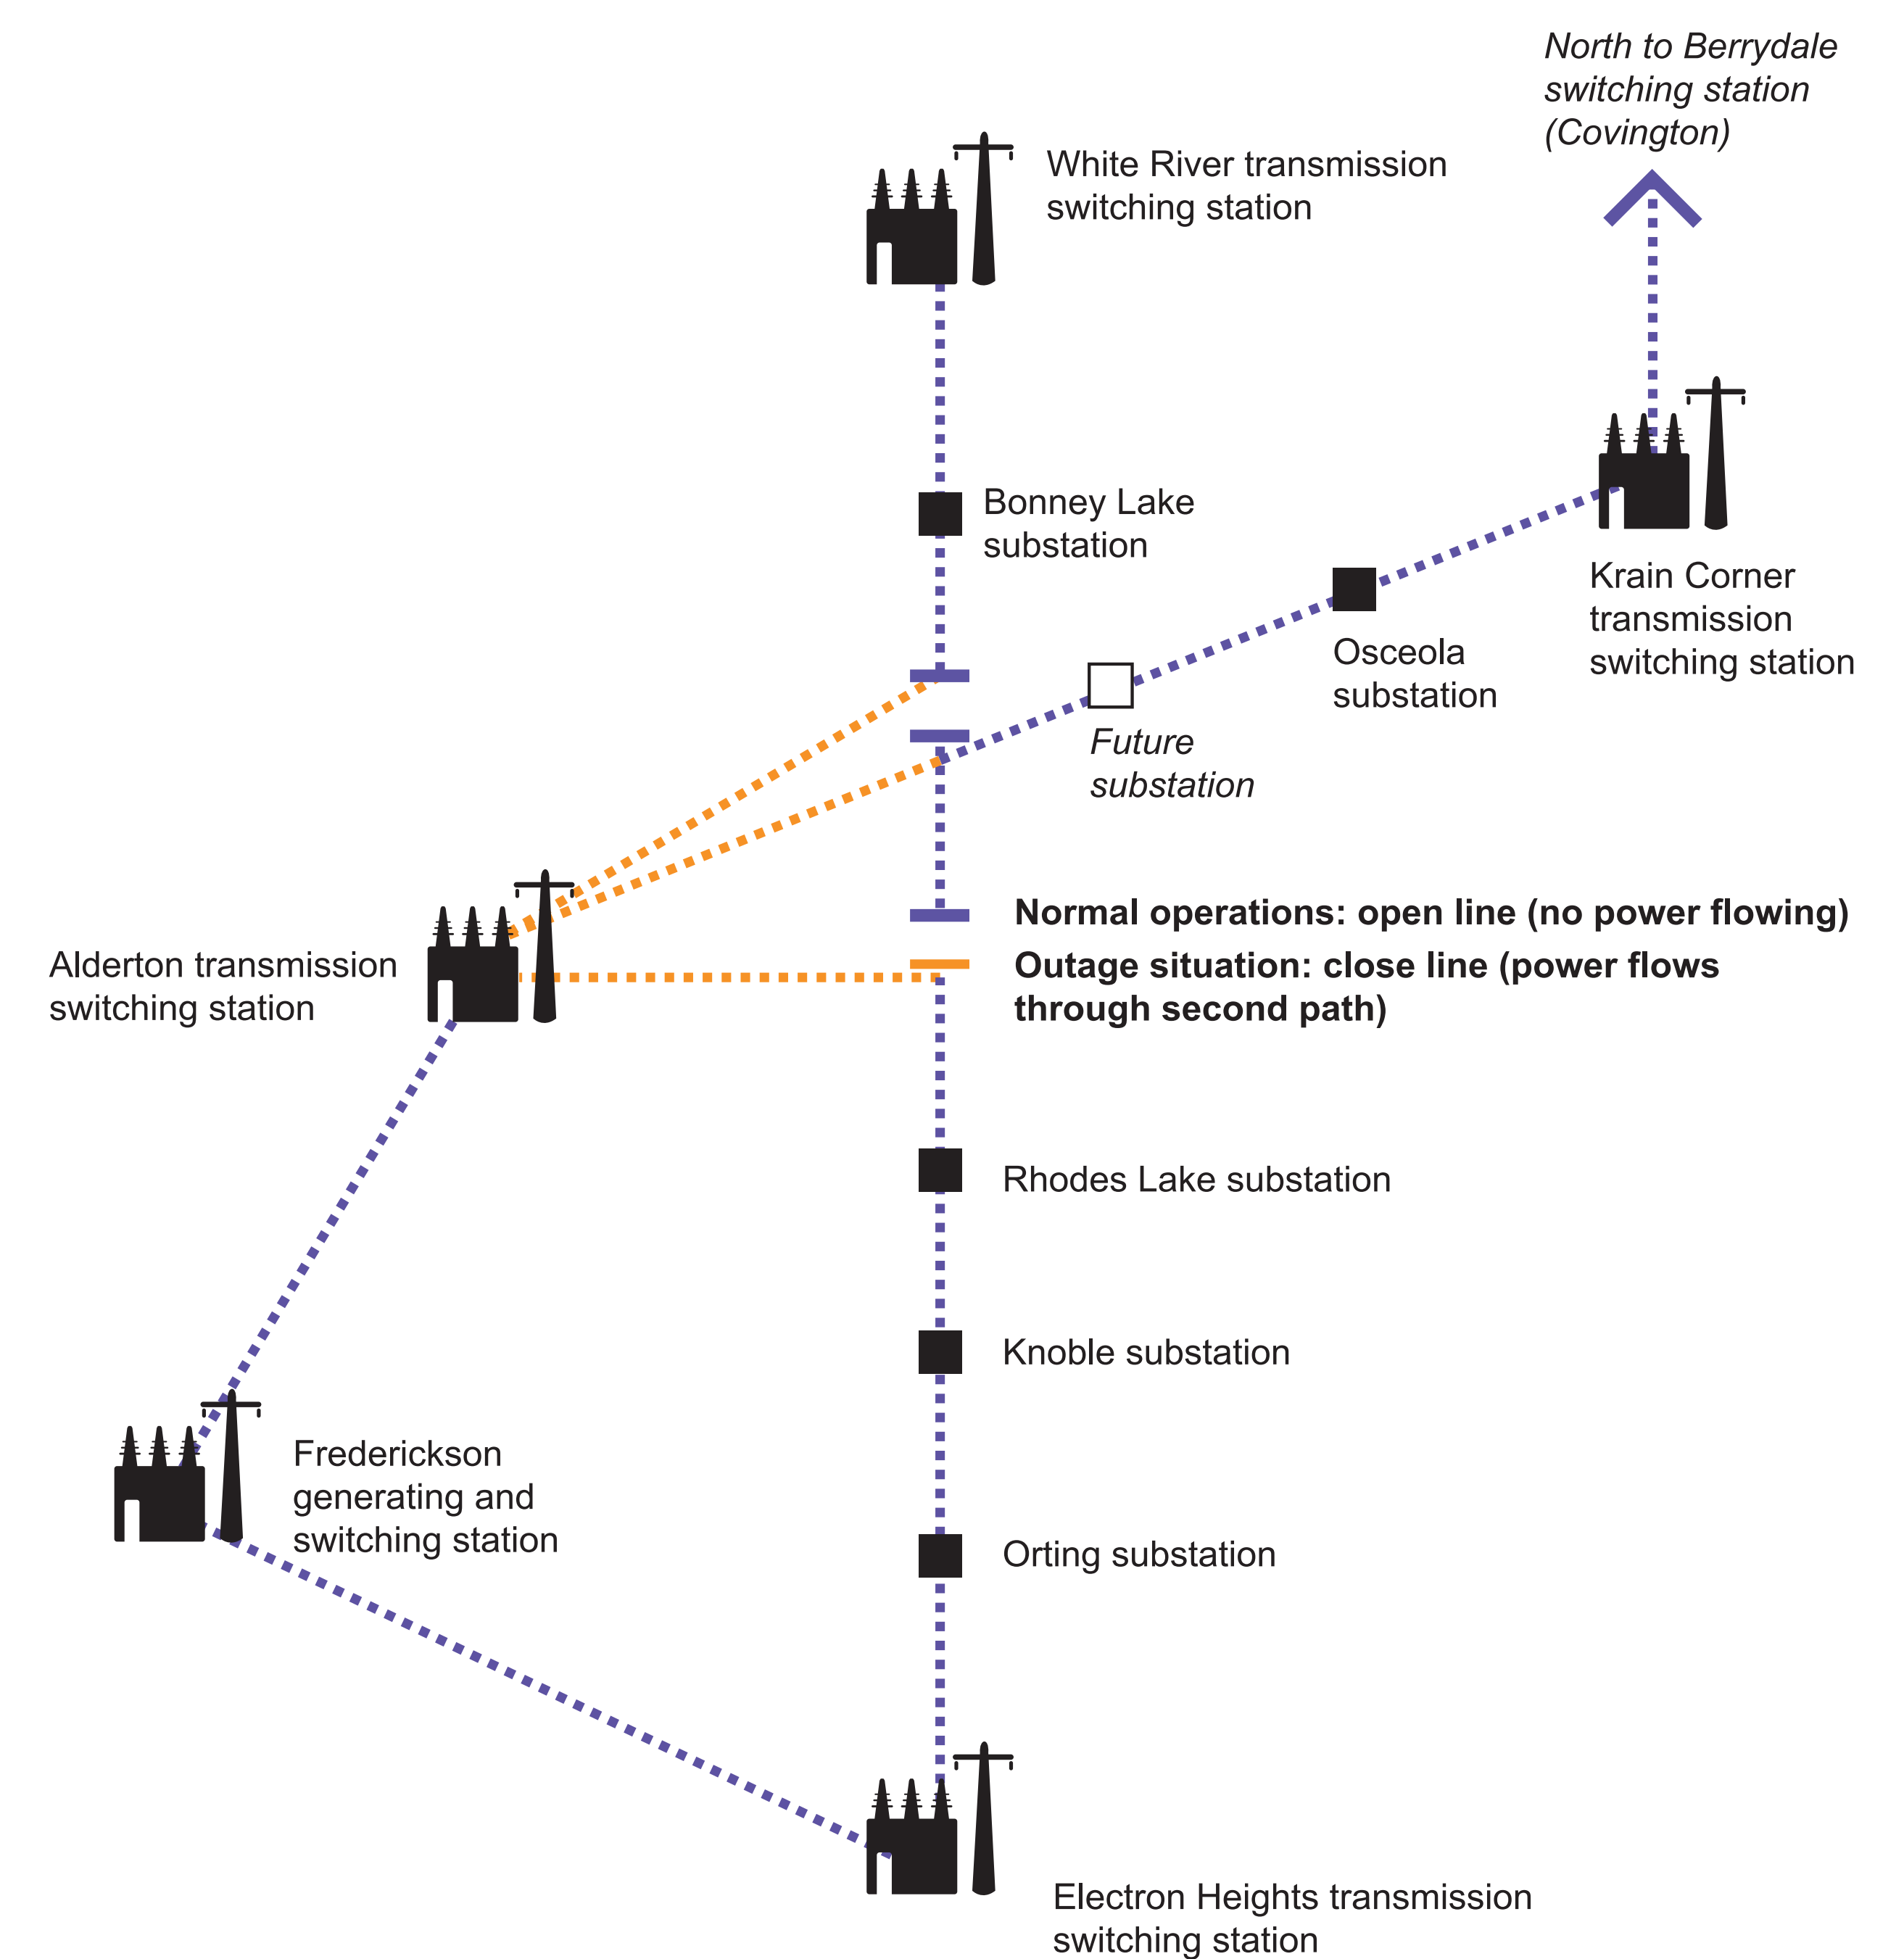 North to Berrydale
switching station
(Covington)
White River transmission
switching station
Bonney Lake
substation
Krain Corner
transmission
switching station
Osceola
substation
Future
substation
Normal operations: open line (no power flowing)
Alderton transmission
switching station
Outage situation: close line (power flows
through second path)
Rhodes Lake substation
Knoble substation
Frederickson
generating and
switching station
Orting substation
Electron Heights transmission
switching station